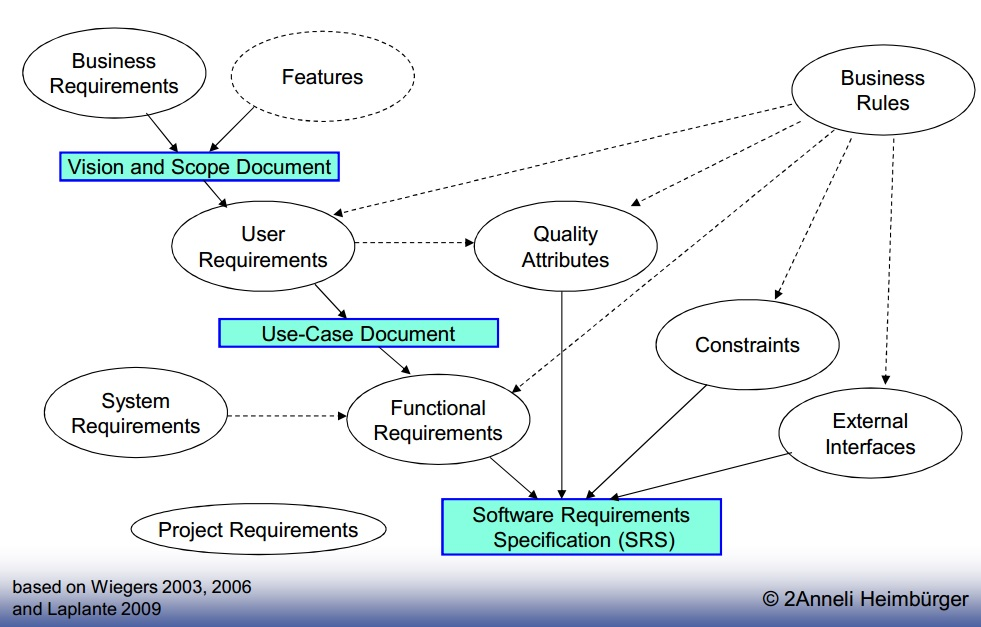 Business
Requirements
Features
Business
Rules
Vision and Scope Document
User
Requirements
Quality
Attributes
Use-Case Document
Constraints
System
Requirements
Functional
Requirements
External
Interfaces
Project Requirements
Software Requirements
Specification (SRS)
based on Wiegers 2003, 2006
and Laplante 2009
© 2Anneli Heimbürger